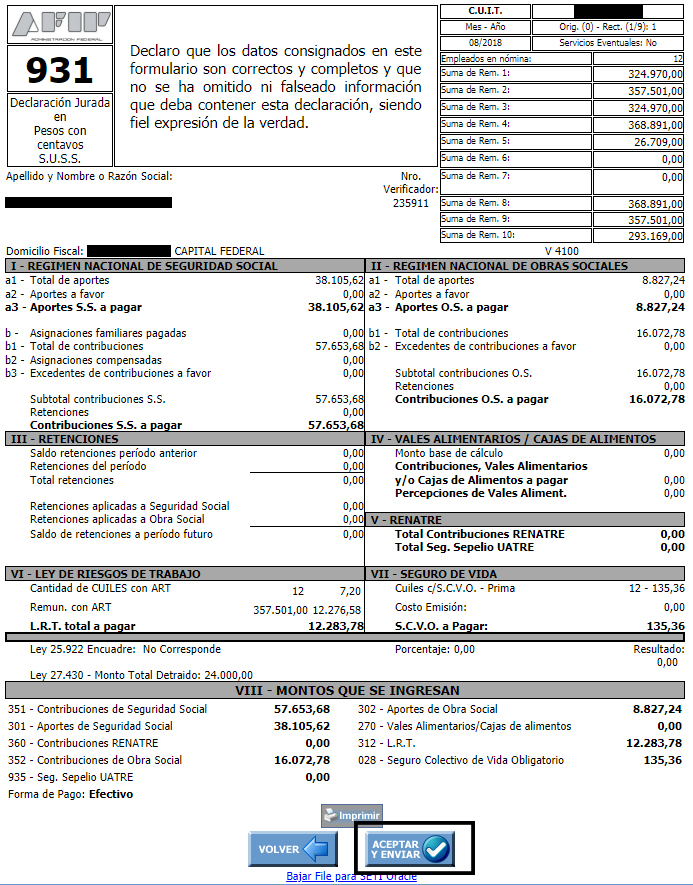 AFIP
ADMINISTRACIÓN FEDERAL
931
Declaración Jurada
en
Pesos con
centavos
S.U.S.S.
Declaro que los datos consignados en este
formulario son correctos y completos y que
no se ha omitido ni falseado información
que deba contener esta declaración, siendo
fiel expresión de la verdad.
C.U.I.T.
Mes - Año Orig. (0) - Rect. (1/9): 1
08/2018 Servicios Eventuales: No
Empleados en nómina: 12
Suma de Rem. 1: 324.970,00
Suma de Rem. 2: 357.501,00
Suma de Rem. 3: 324.970,00
Suma de Rem. 4: 368.891,00
Suma de Rem. 5: 26.709,00
Suma de Rem. 6: 0,00
Suma de Rem. 7: 0,00
Suma de Rem. 8: 368.891,00
Suma de Rem. 9: 357.501,00
Suma de Rem. 10: 293.169,00
Apellido y Nombre o Razón Social:
Nro.
Verificador:
235911
Domicilio Fiscal: CAPITAL FEDERAL V 4100
I - REGIMEN NACIONAL DE SEGURIDAD SOCIAL
a1 - Total de aportes 38.105,62
a2 - Aportes a favor 0,00
a3 - Aportes S.S. a pagar 38.105,62
b - Asignaciones familiares pagadas 0,00
b1 - Total de contribuciones 57.653,68
b2 - Asignaciones compensadas 0,00
b3 - Excedentes de contribuciones a favor 0,00
Subtotal contribuciones S.S. 57.653,68
Retenciones 0,00
Contribuciones S.S. a pagar 57.653,68
II - REGIMEN NACIONAL DE OBRAS SOCIALES
a1 - Total de aportes 8.827,24
a2 - Aportes a favor 0,00
a3 - Aportes O.S. a pagar 8.827,24
b1 - Total de contribuciones 16.072,78
b2 - Excedentes de contribuciones a favor 0,00
Subtotal contribuciones O.S. 16.072,78
Retenciones 0,00
Contribuciones O.S. a pagar 16.072,78
III - RETENCIONES
Saldo retenciones período anterior 0,00
Retenciones del período 0,00
Total retenciones 0,00
Retenciones aplicadas a Seguridad Social 0,00
Retenciones aplicadas a Obra Social 0,00
Saldo de retenciones a período futuro 0,00
IV - VALES ALIMENTARIOS / CAJAS DE ALIMENTOS
Monto base de cálculo 0,00
Contribuciones, Vales Alimentarios
y/o Cajas de Alimentos a pagar 0,00
Percepciones de Vales Aliment. 0,00
V - RENATRE
Total Contribuciones RENATRE 0,00
Total Seg. Sepelio UATRE 0,00
VI - LEY DE RIESGOS DE TRABAJO
Cantidad de CUILES con ART 12 7,20
Remun. con ART 357.501,00 12.276,58
L.R.T. total a pagar 12.283,78
VII - SEGURO DE VIDA
Cuiles c/S.C.V.O. - Prima 12 - 135,36
Costo Emisión: 0,00
S.C.V.O. a Pagar: 135,36
Ley 25.922 Encuadre: No Corresponde Porcentaje: 0,00 Resultado:
0,00
Ley 27.430 - Monto Total Detraido: 24.000,00
VIII - MONTOS QUE SE INGRESAN
351 - Contribuciones de Seguridad Social 57.653,68
301 - Aportes de Seguridad Social 38.105,62
360 - Contribuciones RENATRE 0,00
352 - Contribuciones de Obra Social 16.072,78
935 - Seg. Sepelio UATRE 0,00
302 - Aportes de Obra Social 8.827,24
270 - Vales Alimentarios/Cajas de alimentos 0,00
312 - L.R.T. 12.283,78
028 - Seguro Colectivo de Vida Obligatorio 135,36
Forma de Pago: Efectivo
Imprimir
VOLVER
ACEPTAR
Y ENVIAR
Bajar File para SETI Oracle